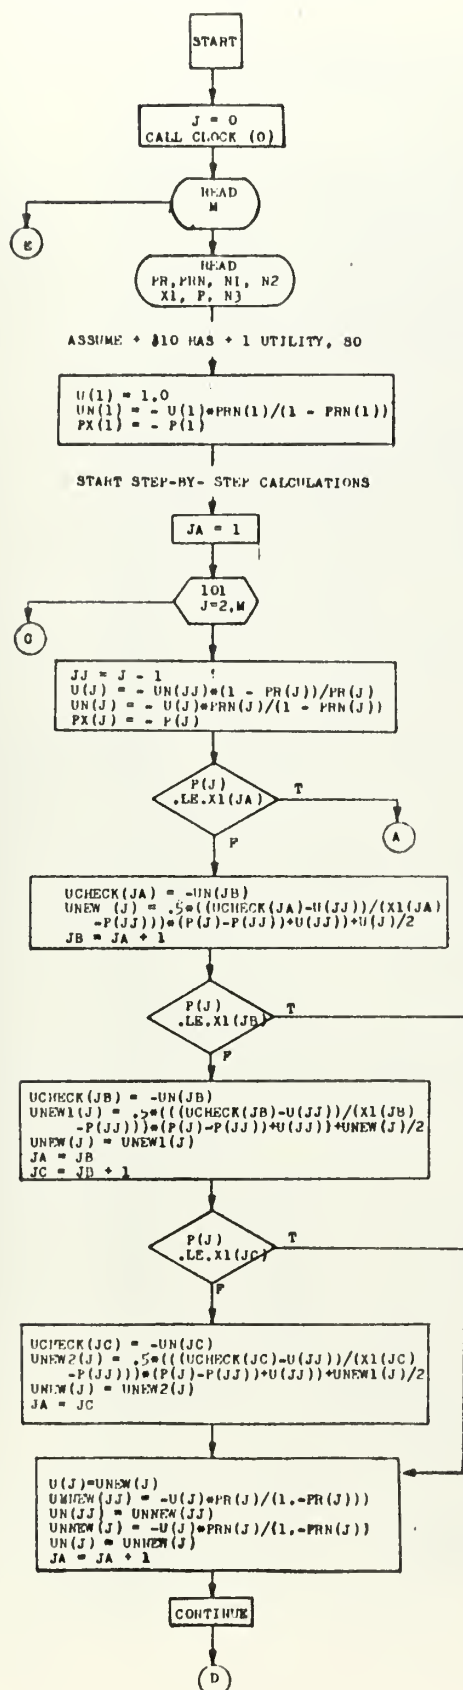 START
J = 0
CALL CLOCK (0)
READ
M
E
READ
PR,PRN, N1, N2
X1, P, N3
ASSUME + $10 HAS + 1 UTILITY, SO
U(1) = 1.0
UN(1) = - U(1)*PRN(1)/(1 - PRN(1))
PX(1) = - P(1)
START STEP-BY- STEP CALCULATIONS
JA = 1
101
J=2,M
C
JJ = J - 1
U(J) = - UN(JJ)*(1 - PR(J))/PR(J)
UN(J) = - U(J)*PRN(J)/(1 - PRN(J))
PX(J) = - P(J)
P(J)
.LE.X1(JA)
T
A
F
UCHECK(JA) = -UN(JB)
UNEW (J) = .5*((UCHECK(JA)-U(JJ))/(X1(JA)
-P(JJ)))*(P(J)-P(JJ))+U(JJ))+U(J)/2
JB = JA + 1
P(J)
.LE.X1(JB)
T
F
UCHECK(JB) = -UN(JB)
UNEW1(J) = .5*(((UCHECK(JB)-U(JJ))/(X1(JB)
-P(JJ)))*(P(J)-P(JJ))+U(JJ))+UNEW(J)/2
UNEW(J) = UNEW1(J)
JA = JB
JC = JB + 1
P(J)
.LE.X1(JC)
T
F
UCHECK(JC) = -UN(JC)
UNEW2(J) = .5*(((UCHECK(JC)-U(JJ))/(X1(JC)
-P(JJ)))*(P(J)-P(JJ))+U(JJ))+UNEW1(J)/2
UNEW(J) = UNEW2(J)
JA = JC
U(J)=UNEW(J)
UNNEW(JJ) = -U(J)*PR(J)/(1.-PR(J)))
UN(JJ) = UNNEW(JJ)
UNNEW(J) = -U(J)*PRN(J)/(1.-PRN(J))
UN(J) = UNNEW(J)
JA = JA + 1
CONTINUE
D